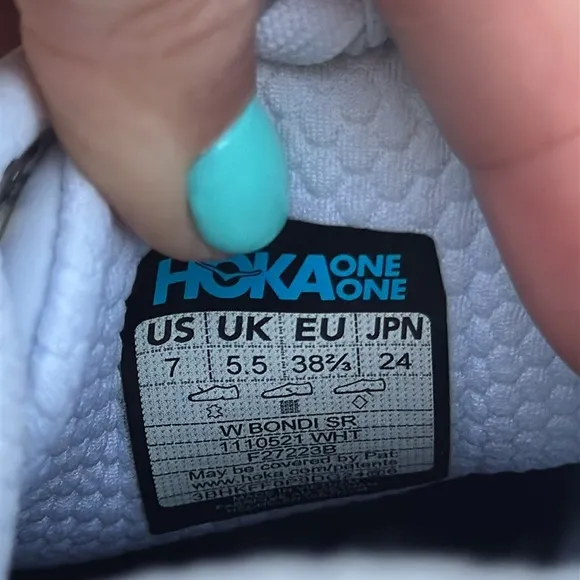 HOKA ONE ONE
US UK EU JPN
7 5.5 38⅔ 24
W BONDI SR
1110521 WHT
F27223B
May be covered by Pat.
www.hoka.com/patents